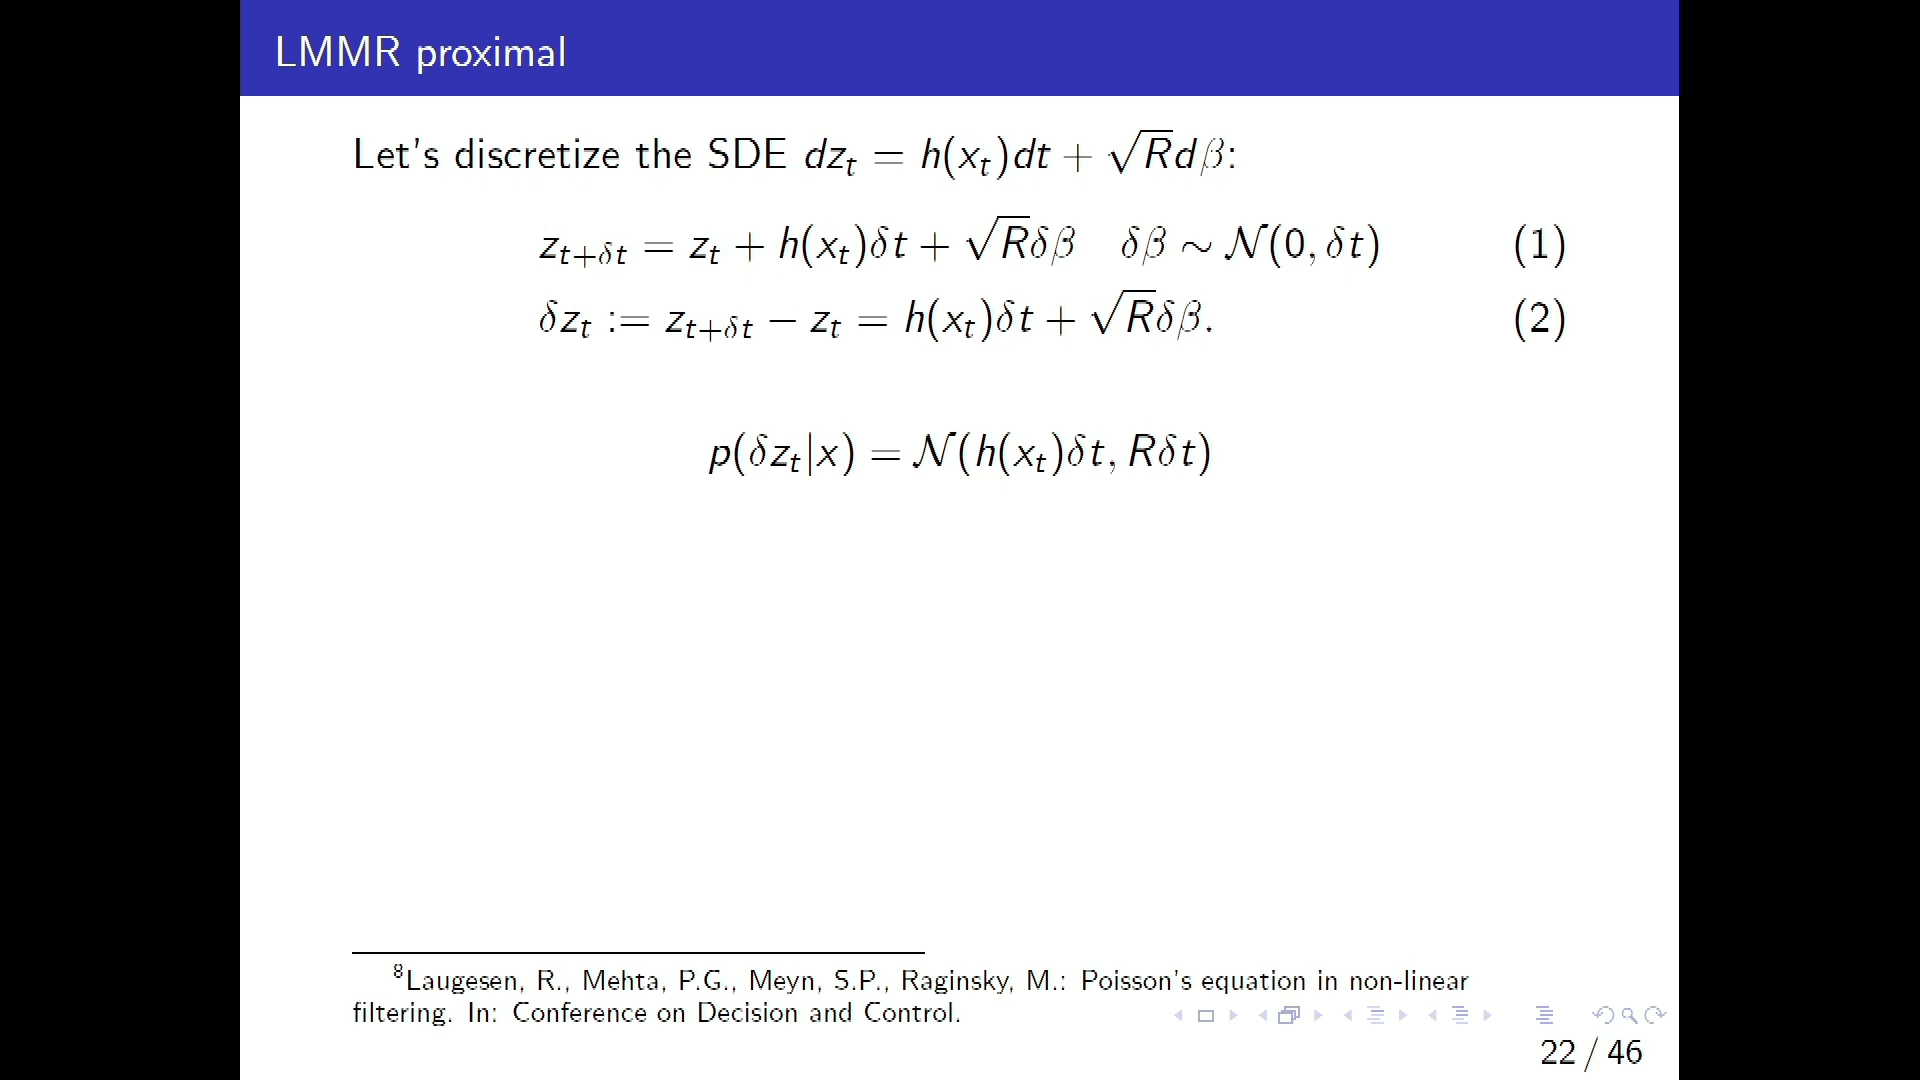 LMMR proximal
Let's discretize the SDE dz_t = h(x_t)dt + √R dβ:
z_{t+δt} = z_t + h(x_t)δt + √R δβ   δβ ∼ 𝒩(0, δt)   (1)
δz_t := z_{t+δt} − z_t = h(x_t)δt + √R δβ.   (2)
p(δz_t|x) = 𝒩(h(x_t)δt, Rδt)
⁸Laugesen, R., Mehta, P.G., Meyn, S.P., Raginsky, M.: Poisson's equation in non-linear
filtering. In: Conference on Decision and Control.
22 / 46